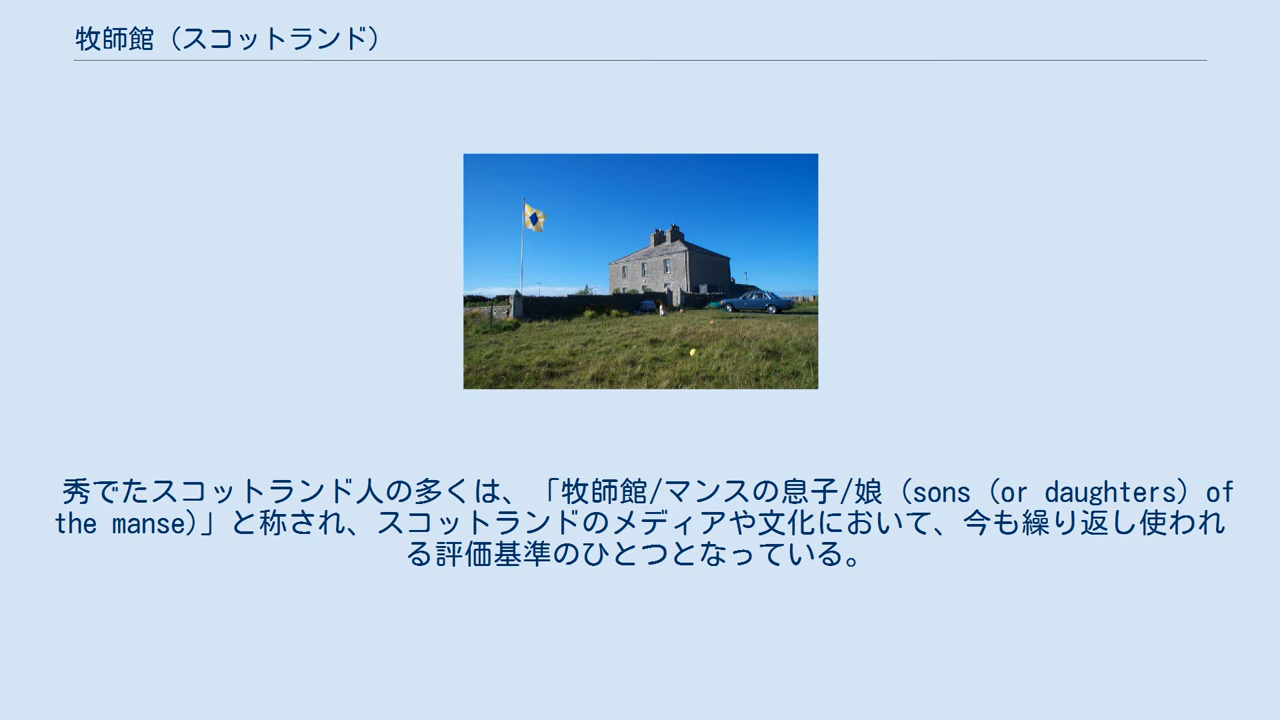 牧師館（スコットランド）
秀でたスコットランド人の多くは、「牧師館/マンスの息子/娘（sons（or daughters）of
the manse)」と称され、スコットランドのメディアや文化において、今も繰り返し使われ
る評価基準のひとつとなっている。